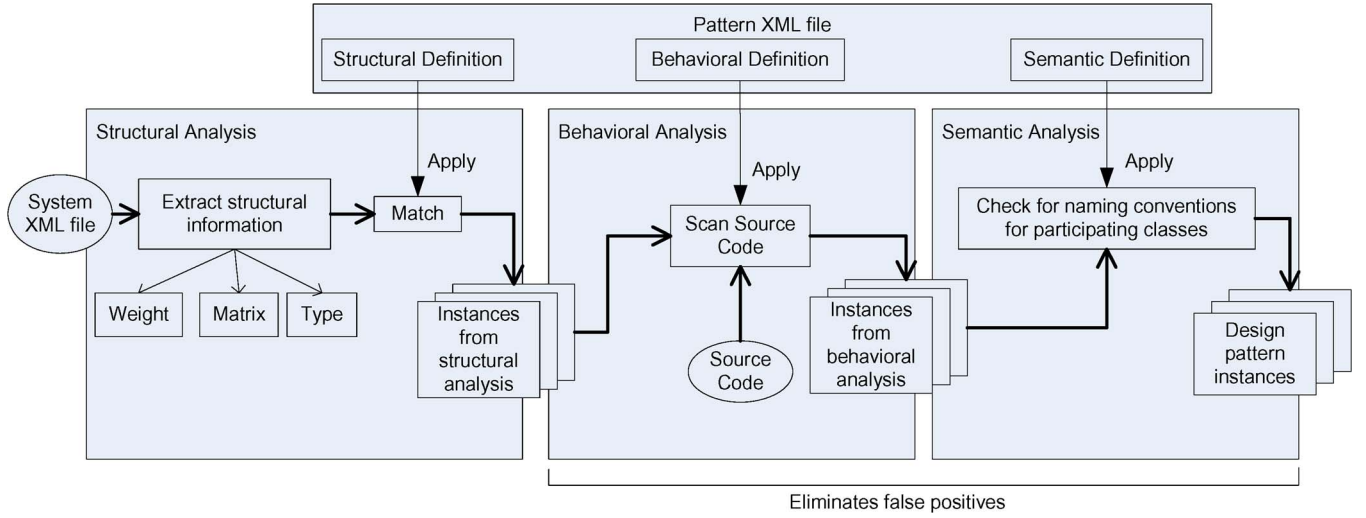 Pattern XML file
Structural Definition
Behavioral Definition
Semantic Definition
Structural Analysis
Behavioral Analysis
Semantic Analysis
Apply
Apply
Apply
System
XML file
Extract structural
information
Match
Scan Source
Code
Check for naming conventions
for participating classes
Weight
Matrix
Type
Instances
from
structural
analysis
Source
Code
Instances
from
behavioral
analysis
Design
pattern
instances
Eliminates false positives